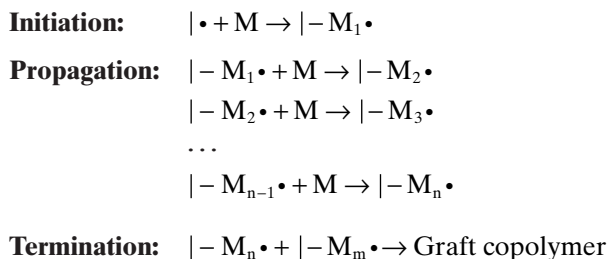 Initiation: |• + M → |− M₁•
Propagation: |− M₁• + M → |− M₂•
|− M₂• + M → |− M₃•
...
|− Mₙ₋₁• + M → |− Mₙ•
Termination: |− Mₙ• + |− Mₘ• → Graft copolymer